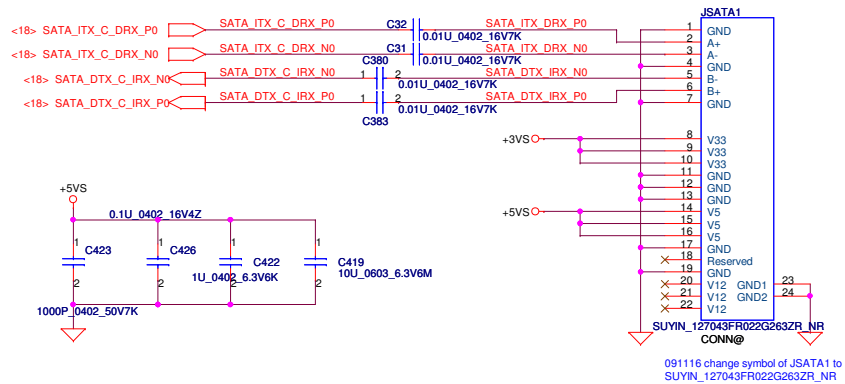 JSATA1
<18> SATA_ITX_C_DRX_P0 SATA_ITX_C_DRX_P0 C32 SATA_ITX_DRX_P0 1 GND
0.01U_0402_16V7K 2 A+
<18> SATA_ITX_C_DRX_N0 SATA_ITX_C_DRX_N0 C31 SATA_ITX_DRX_N0 3 A-
C380 0.01U_0402_16V7K 4 GND
<18> SATA_DTX_C_IRX_N0 SATA_DTX_C_IRX_N0 1 2 SATA_DTX_IRX_N0 5 B-
0.01U_0402_16V7K 6 B+
<18> SATA_DTX_C_IRX_P0 SATA_DTX_C_IRX_P0 1 2 SATA_DTX_IRX_P0 7 GND
0.01U_0402_16V7K
C383
+3VS 8 V33
9 V33
10 V33
11 GND
12 GND
13 GND
+5VS 14 V5
15 V5
16 V5
17 GND
18 Reserved
19 GND
20 V12 GND1 23
21 V12 GND2 24
22 V12
+5VS
0.1U_0402_16V4Z
1 1 1 1
C423 C426 C422 C419
1U_0402_6.3V6K 10U_0603_6.3V6M
2 2 2 2
1000P_0402_50V7K
SUYIN_127043FR022G263ZR_NR
CONN@
091116 change symbol of JSATA1 to
SUYIN_127043FR022G263ZR_NR